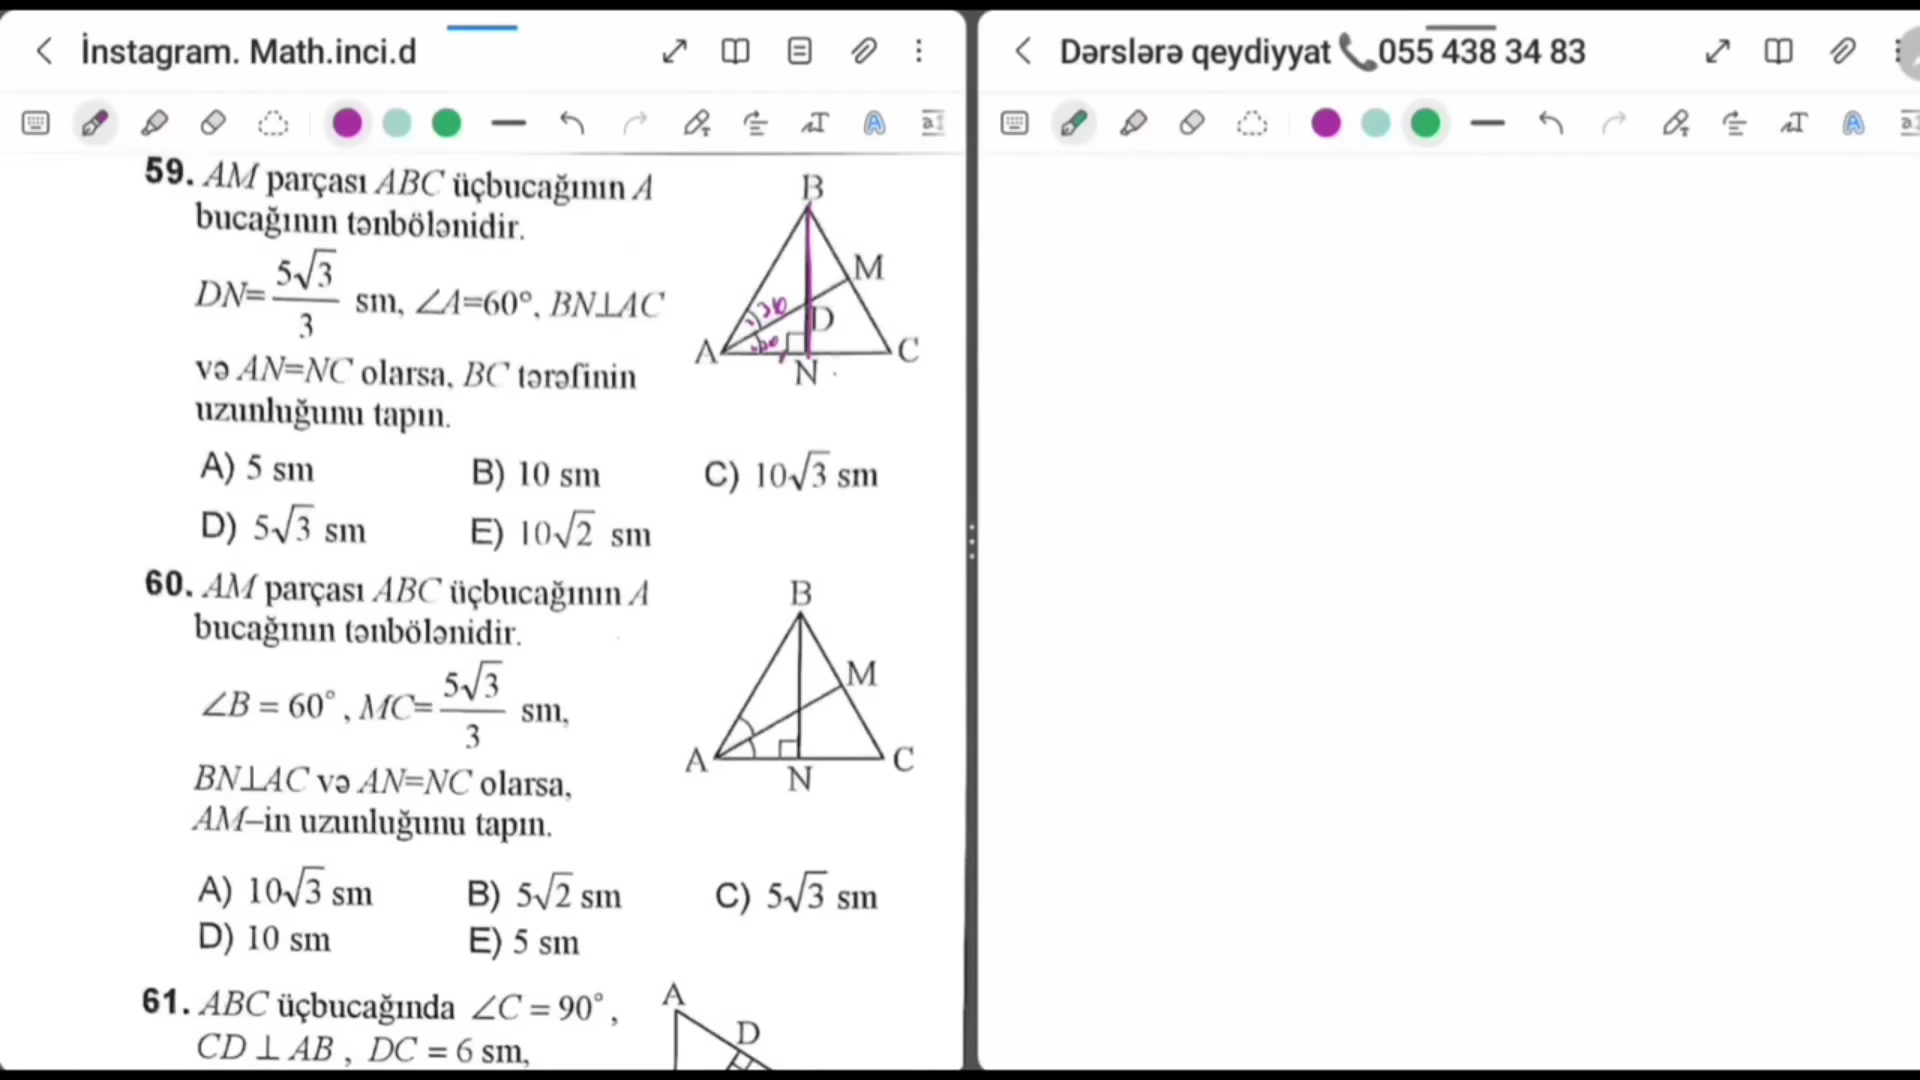 İnstagram. Math.inci.d
Dərslərə qeydiyyat 📞055 438 34 83
59. AM parçası ABC üçbucağının A
bucağının tənbölənidir.
DN=5√3/3 sm, ∠A=60°, BN⊥AC
və AN=NC olarsa, BC tərəfinin
uzunluğunu tapın.
A) 5 sm B) 10 sm C) 10√3 sm
D) 5√3 sm E) 10√2 sm
B
M
D
A
N
C
60. AM parçası ABC üçbucağının A
bucağının tənbölənidir.
∠B = 60°, MC=5√3/3 sm,
BN⊥AC və AN=NC olarsa,
AM–in uzunluğunu tapın.
A) 10√3 sm B) 5√2 sm C) 5√3 sm
D) 10 sm E) 5 sm
B
M
A
N
C
61. ABC üçbucağında ∠C = 90°,
CD ⊥ AB, DC = 6 sm,
A
D